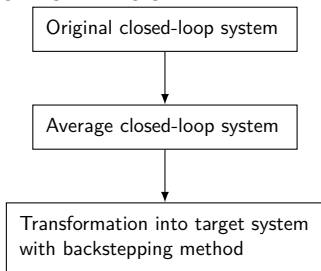 Original closed-loop system
Average closed-loop system
Transformation into target system
with backstepping method